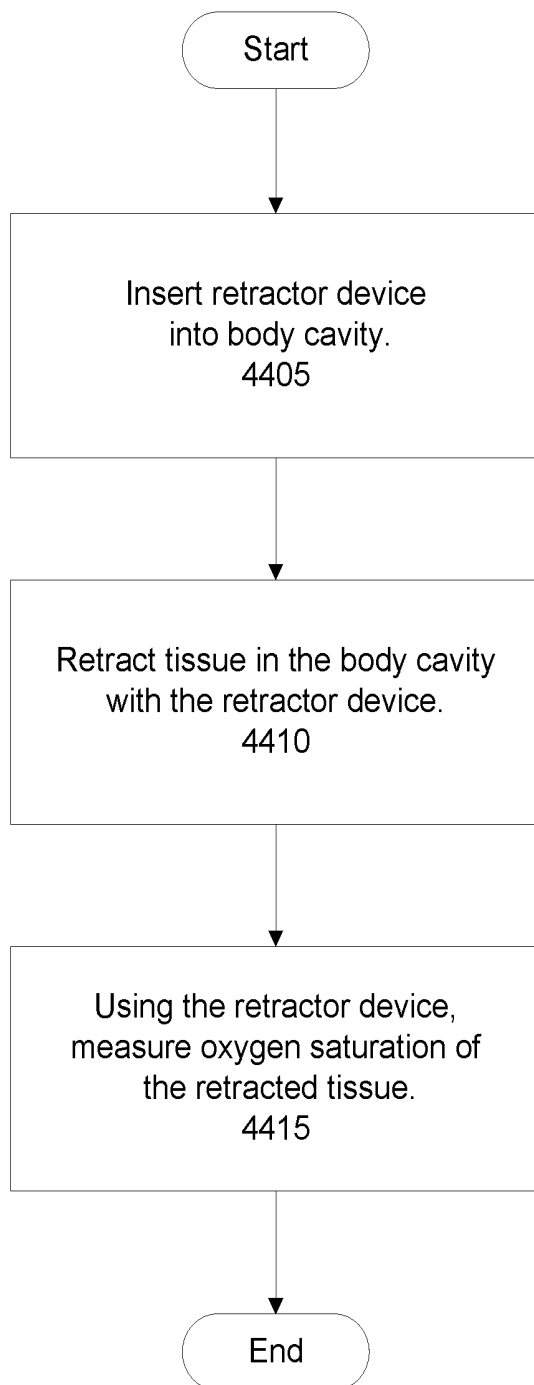 Start
Insert retractor device
into body cavity.
4405
Retract tissue in the body cavity
with the retractor device.
4410
Using the retractor device,
measure oxygen saturation of
the retracted tissue.
4415
End